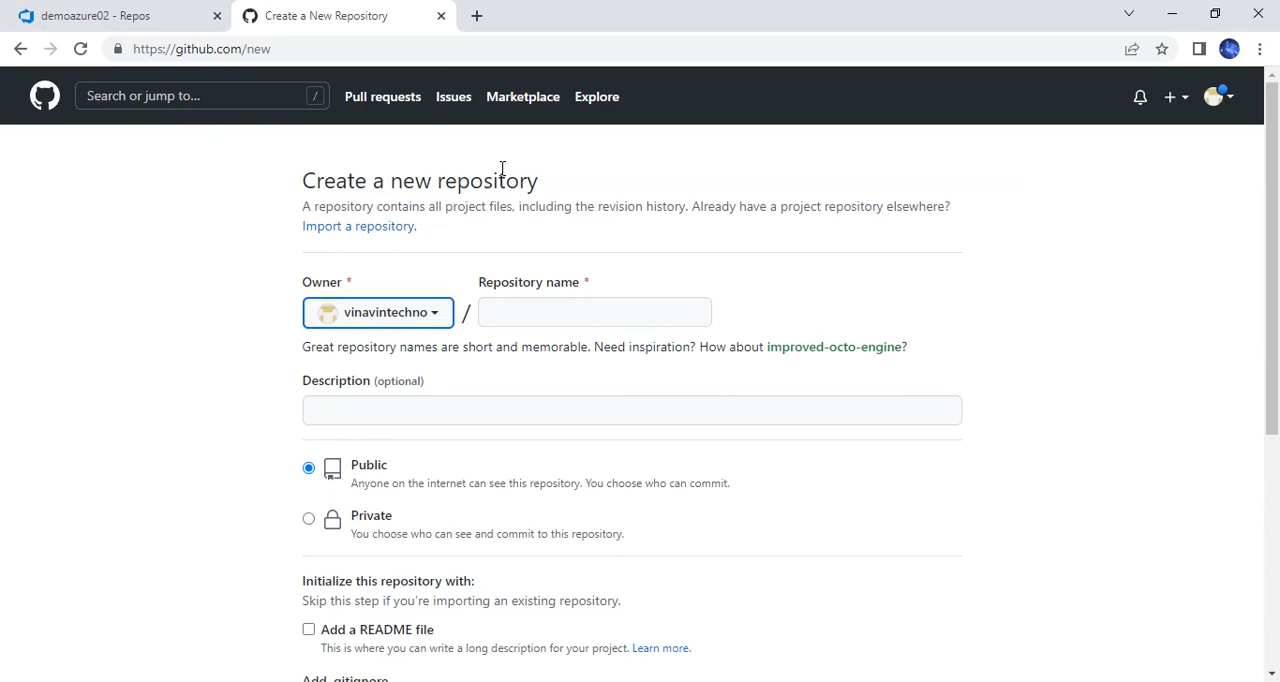 demoazure02 - Repos
Create a New Repository
https://github.com/new
Search or jump to... /
Pull requests Issues Marketplace Explore
Create a new repository
A repository contains all project files, including the revision history. Already have a project repository elsewhere?
Import a repository.
Owner *
Repository name *
vinavintechno /
Great repository names are short and memorable. Need inspiration? How about improved-octo-engine?
Description (optional)
Public
Anyone on the internet can see this repository. You choose who can commit.
Private
You choose who can see and commit to this repository.
Initialize this repository with:
Skip this step if you're importing an existing repository.
Add a README file
This is where you can write a long description for your project. Learn more.
Add .gitignore